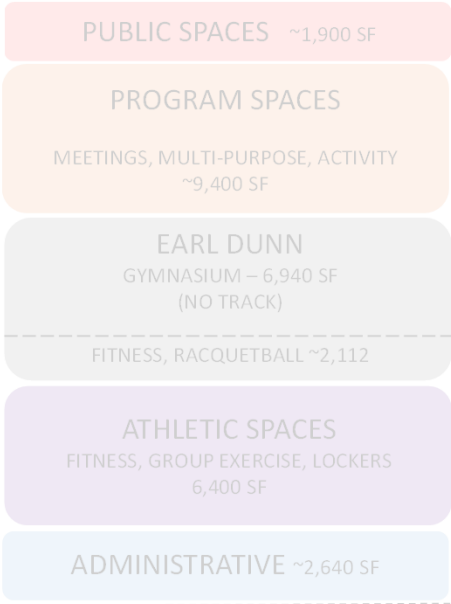 PUBLIC SPACES ~1,900 SF
PROGRAM SPACES
MEETINGS, MULTI-PURPOSE, ACTIVITY
~9,400 SF
EARL DUNN
GYMNASIUM – 6,940 SF
(NO TRACK)
FITNESS, RACQUETBALL ~2,112
ATHLETIC SPACES
FITNESS, GROUP EXERCISE, LOCKERS
6,400 SF
ADMINISTRATIVE ~2,640 SF